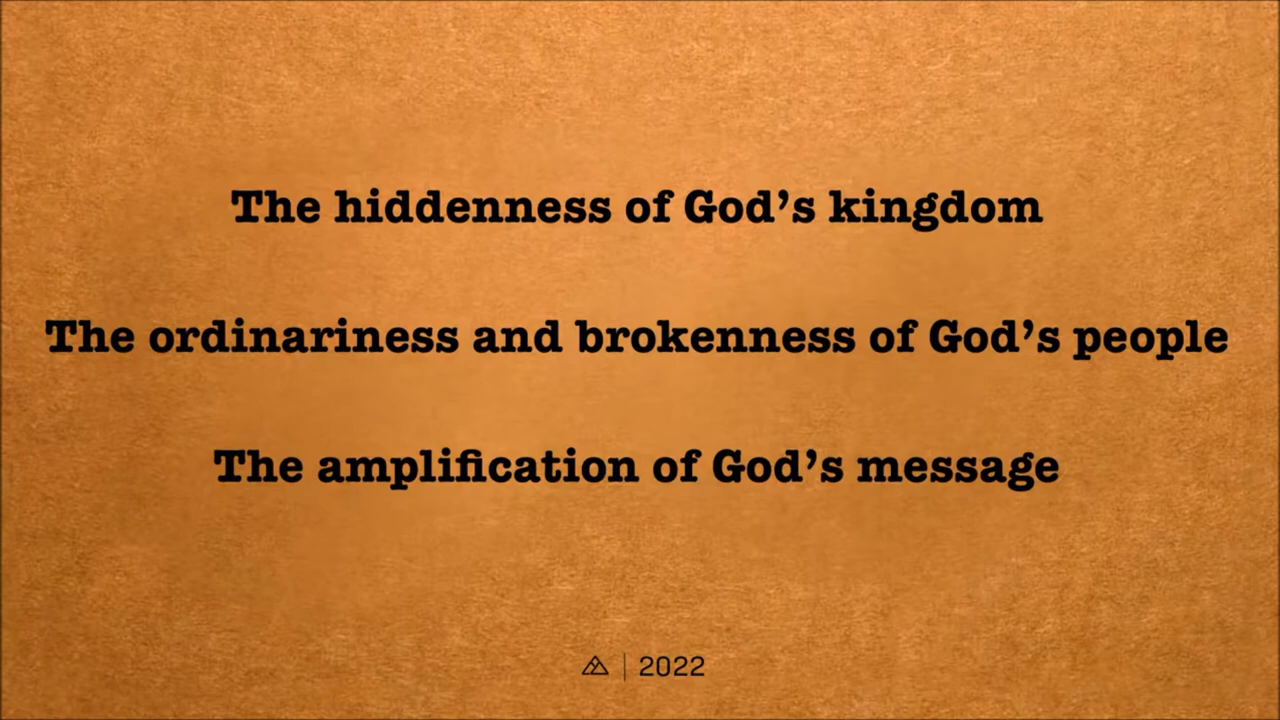 The hiddenness of God’s kingdom
The ordinariness and brokenness of God’s people
The amplification of God’s message
2022